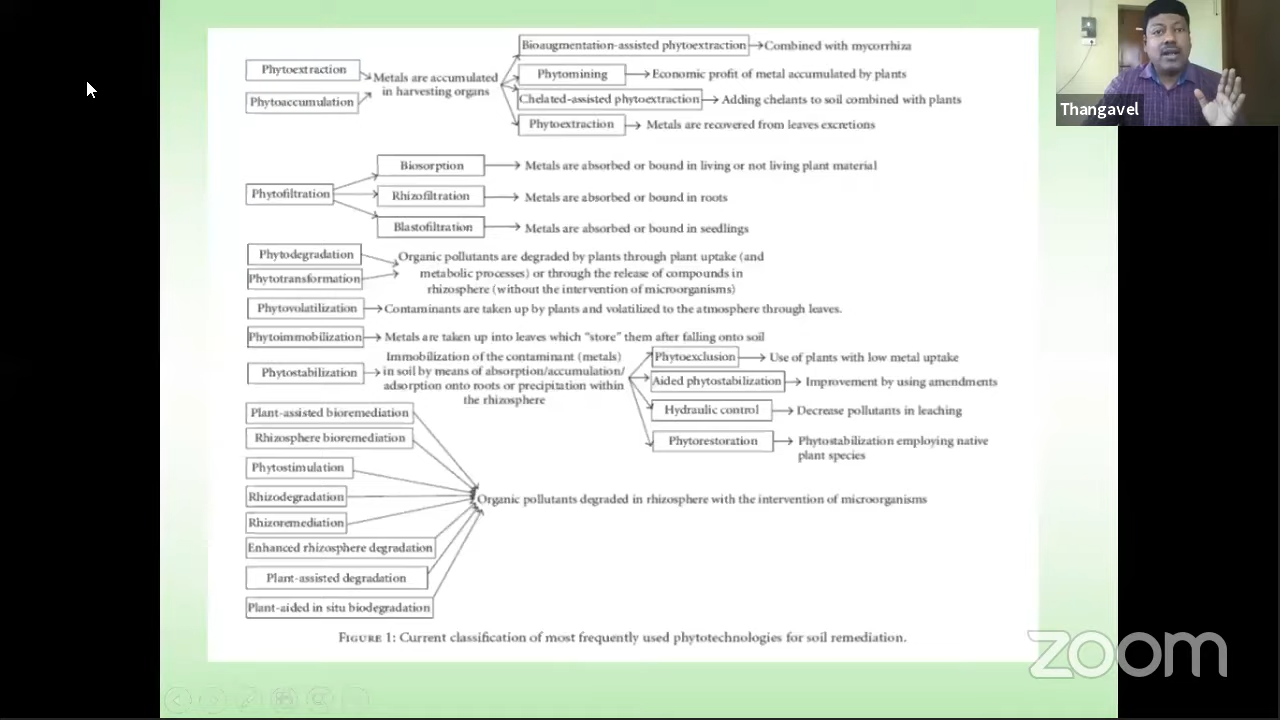 Phytoextraction
Phytoaccumulation
Metals are accumulated
in harvesting organs
Bioaugmentation-assisted phytoextraction
Combined with mycorrhiza
Phytomining
Economic profit of metal accumulated by plants
Chelated-assisted phytoextraction
Adding chelants to soil combined with plants
Phytoextraction
Metals are recovered from leaves excretions
Thangavel
Phytofiltration
Biosorption
Metals are absorbed or bound in living or not living plant material
Rhizofiltration
Metals are absorbed or bound in roots
Blastofiltration
Metals are absorbed or bound in seedlings
Phytodegradation
Phytotransformation
Organic pollutants are degraded by plants through plant uptake (and
metabolic processes) or through the release of compounds in
rhizosphere (without the intervention of microorganisms)
Phytovolatilization
Contaminants are taken up by plants and volatilized to the atmosphere through leaves.
Phytoimmobilization
Metals are taken up into leaves which “store” them after falling onto soil
Phytostabilization
Immobilization of the contaminant (metals)
in soil by means of absorption/accumulation/
adsorption onto roots or precipitation within
the rhizosphere
Phytoexclusion
Use of plants with low metal uptake
Aided phytostabilization
Improvement by using amendments
Hydraulic control
Decrease pollutants in leaching
Phytorestoration
Phytostabilization employing native
plant species
Plant-assisted bioremediation
Rhizosphere bioremediation
Phytostimulation
Rhizodegradation
Rhizoremediation
Enhanced rhizosphere degradation
Plant-assisted degradation
Plant-aided in situ biodegradation
Organic pollutants degraded in rhizosphere with the intervention of microorganisms
FIGURE 1: Current classification of most frequently used phytotechnologies for soil remediation.
zoom